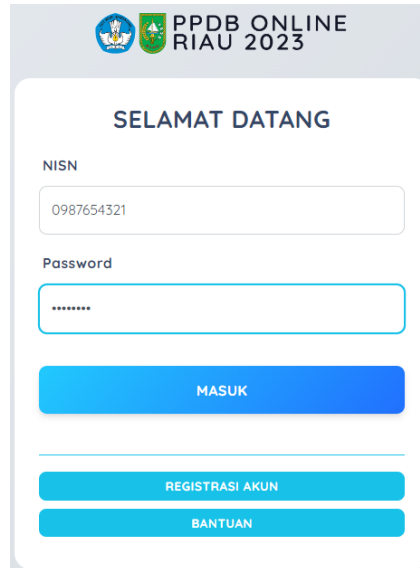 PPDB ONLINE
RIAU 2023
SELAMAT DATANG
NISN
0987654321
Password
••••••••
MASUK
REGISTRASI AKUN
BANTUAN